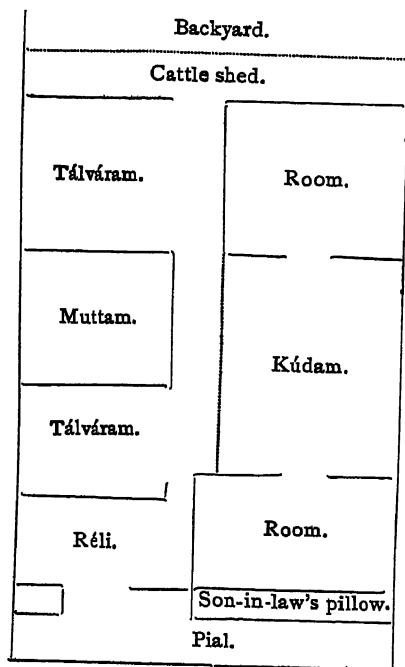 Backyard.
Cattle shed.
Tálváram.
Room.
Muttam.
Kúdam.
Tálváram.
Réli.
Room.
Son-in-law's pillow.
Pial.